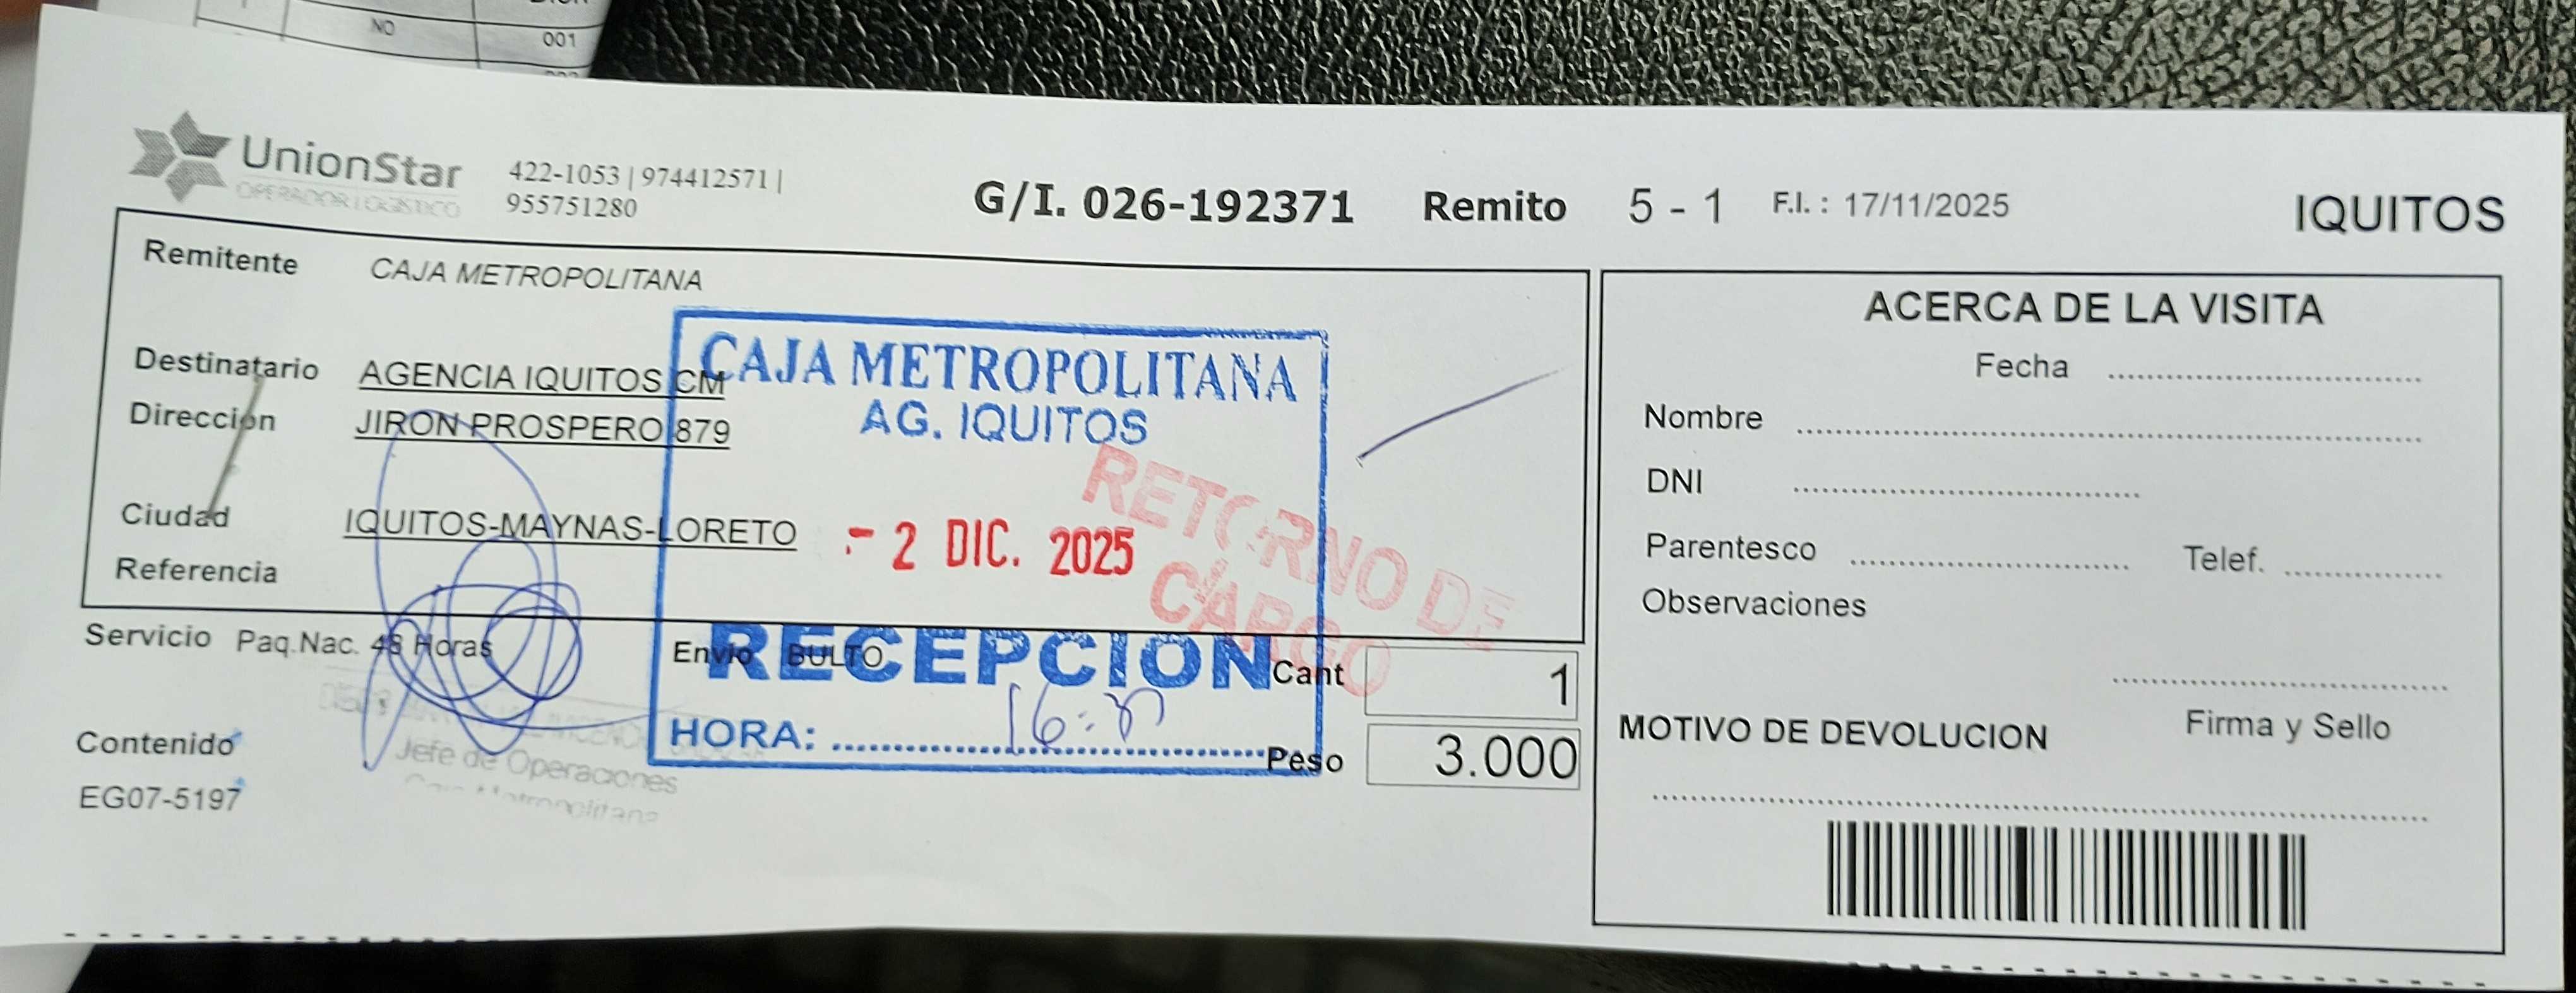 NO
001
UnionStar
OPERADOR LOGISTICO
422-1053 | 974412571 |
955751280
G/I. 026-192371 Remito 5 - 1 F.I. : 17/11/2025 IQUITOS
Remitente CAJA METROPOLITANA
Destinatario AGENCIA IQUITOS CM
Dirección JIRON PROSPERO 879
Ciudad IQUITOS-MAYNAS-LORETO
Referencia
CAJA METROPOLITANA
AG. IQUITOS
- 2 DIC. 2025
RECEPCION
HORA:
RETORNO DE
CARGO
Servicio Paq.Nac. 48 Horas Envio BULTO Cant 1
Peso 3.000
Contenido
EG07-5197
Jefe de Operaciones
Caja Metropolitana
ACERCA DE LA VISITA
Fecha
Nombre
DNI
Parentesco Telef.
Observaciones
Firma y Sello
MOTIVO DE DEVOLUCION